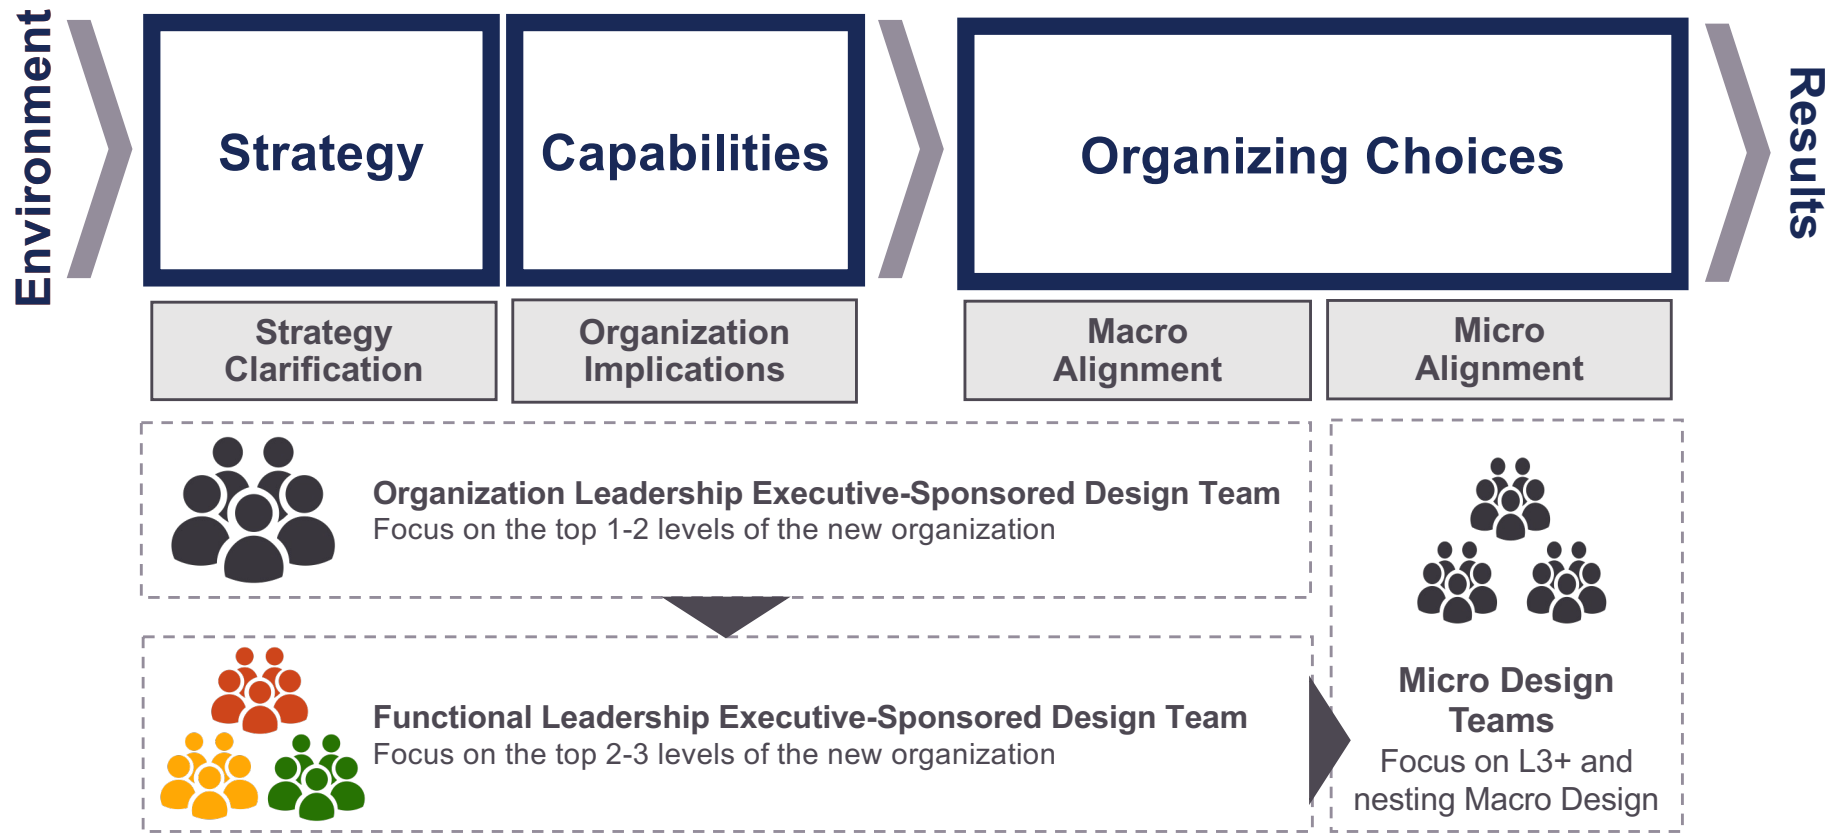 Environment
Strategy
Capabilities
Organizing Choices
Results
Strategy
Clarification
Organization
Implications
Macro
Alignment
Micro
Alignment
Organization Leadership Executive-Sponsored Design Team
Focus on the top 1-2 levels of the new organization
Functional Leadership Executive-Sponsored Design Team
Focus on the top 2-3 levels of the new organization
Micro Design
Teams
Focus on L3+ and
nesting Macro Design